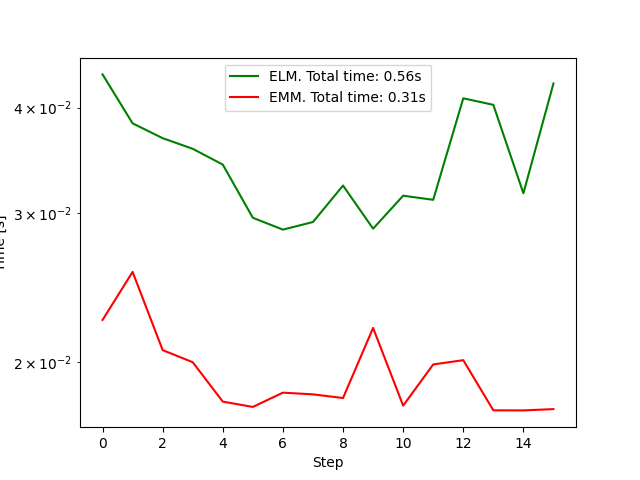 ELM. Total time: 0.56s
EMM. Total time: 0.31s
4 × 10⁻²
3 × 10⁻²
2 × 10⁻²
0 2 4 6 8 10 12 14
Step